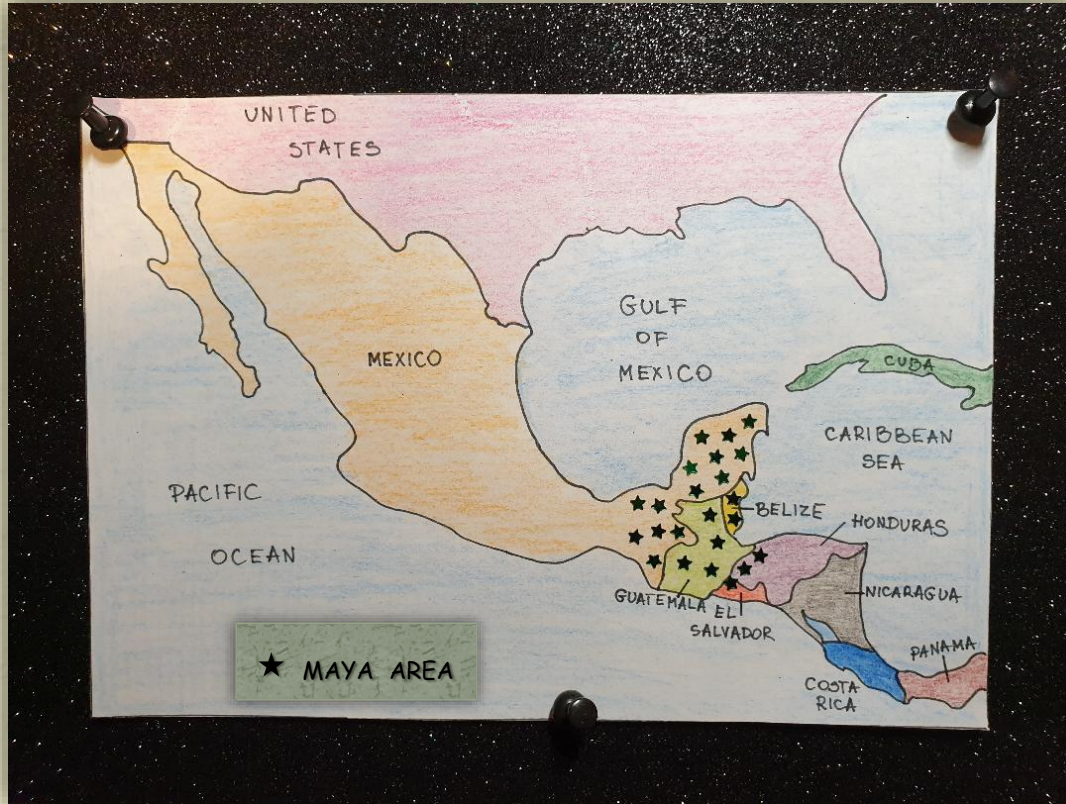 UNITED
STATES
GULF
OF
MEXICO
MEXICO
CUBA
CARIBBEAN
SEA
PACIFIC
OCEAN
BELIZE
HONDURAS
NICARAGUA
GUATEMALA
EL
SALVADOR
PANAMA
COSTA
RICA
★ MAYA AREA